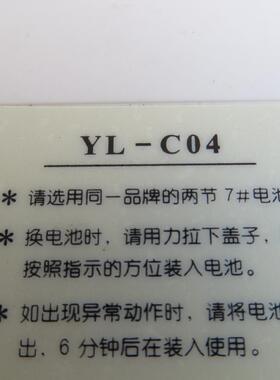 YL-C04
* 请选用同一品牌的两节7#电池
* 换电池时，请用力拉下盖子，
按照指示的方位装入电池。
* 如出现异常动作时，请将电池
出，6分钟后在装入使用。